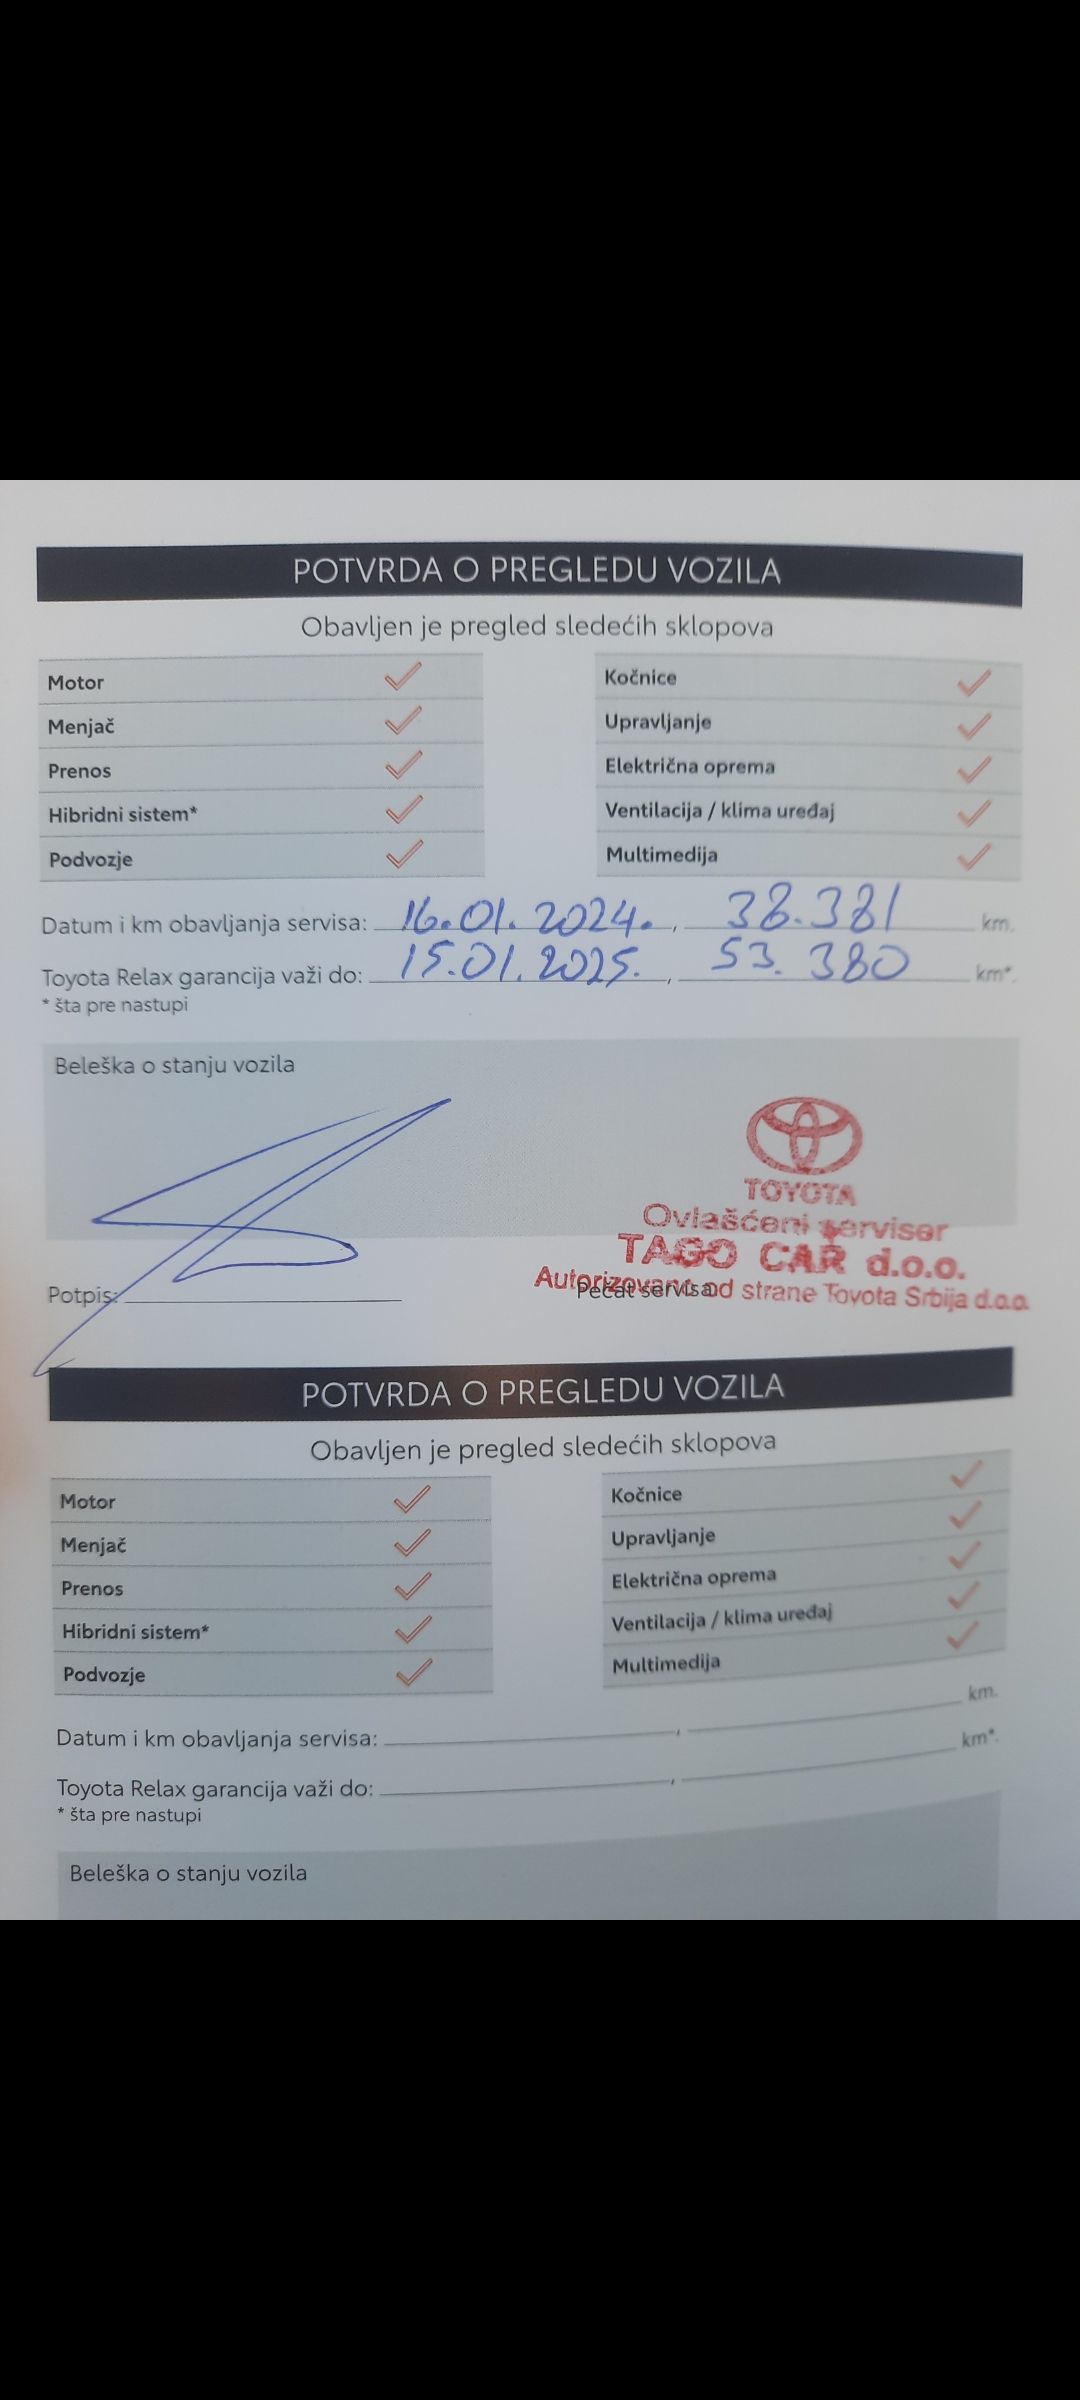 POTVRDA O PREGLEDU VOZILA
Obavljen je pregled sledećih sklopova
Motor
Menjač
Prenos
Hibridni sistem*
Podvozje
Kočnice
Upravljanje
Električna oprema
Ventilacija / klima uređaj
Multimedija
Datum i km obavljanja servisa: 16.01.2024. , 38.381 km.
Toyota Relax garancija važi do: 15.01.2025. , 53.380 km*.
* šta pre nastupi
Beleška o stanju vozila
TOYOTA
Ovlašćeni serviser
TAGO CAR d.o.o.
Autorizovano od strane Toyota Srbija d.o.o.
Potpis:
Pečat servisa
POTVRDA O PREGLEDU VOZILA
Obavljen je pregled sledećih sklopova
Motor
Menjač
Prenos
Hibridni sistem*
Podvozje
Kočnice
Upravljanje
Električna oprema
Ventilacija / klima uređaj
Multimedija
Datum i km obavljanja servisa: , km.
Toyota Relax garancija važi do: , km*.
* šta pre nastupi
Beleška o stanju vozila